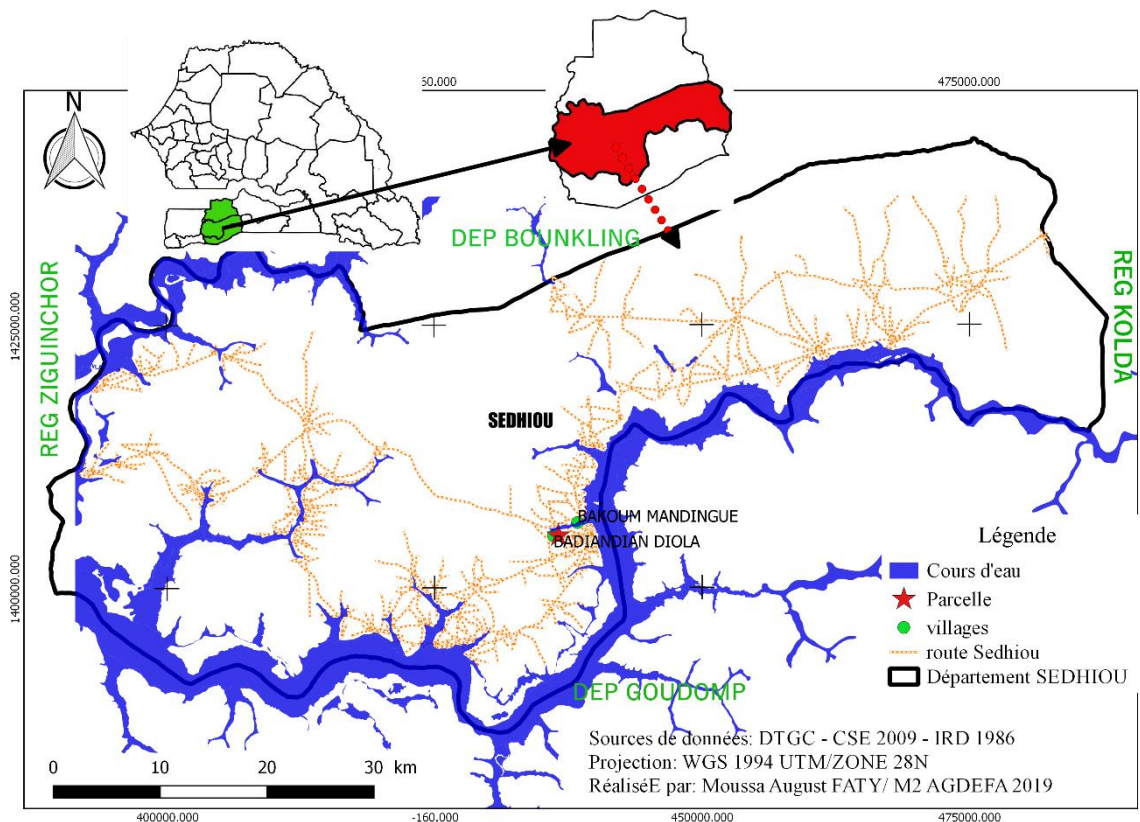 N
50.000
475000.000
DEP BOUNKLING
REG ZIGUINCHOR
1425000.000
REG KOLDA
SEDHIOU
BAKOUM MANDINGUE
BADIANDIAN DIOLA
1400000.000
Légende
Cours d'eau
Parcelle
villages
route Sedhiou
Département SEDHIOU
DEP GOUDOMP
Sources de données: DTGC - CSE 2009 - IRD 1986
Projection: WGS 1994 UTM/ZONE 28N
RéaliséE par: Moussa August FATY/ M2 AGDEFA 2019
0 10 20 30 km
400000.000
-160.000
450000.000
475000.000